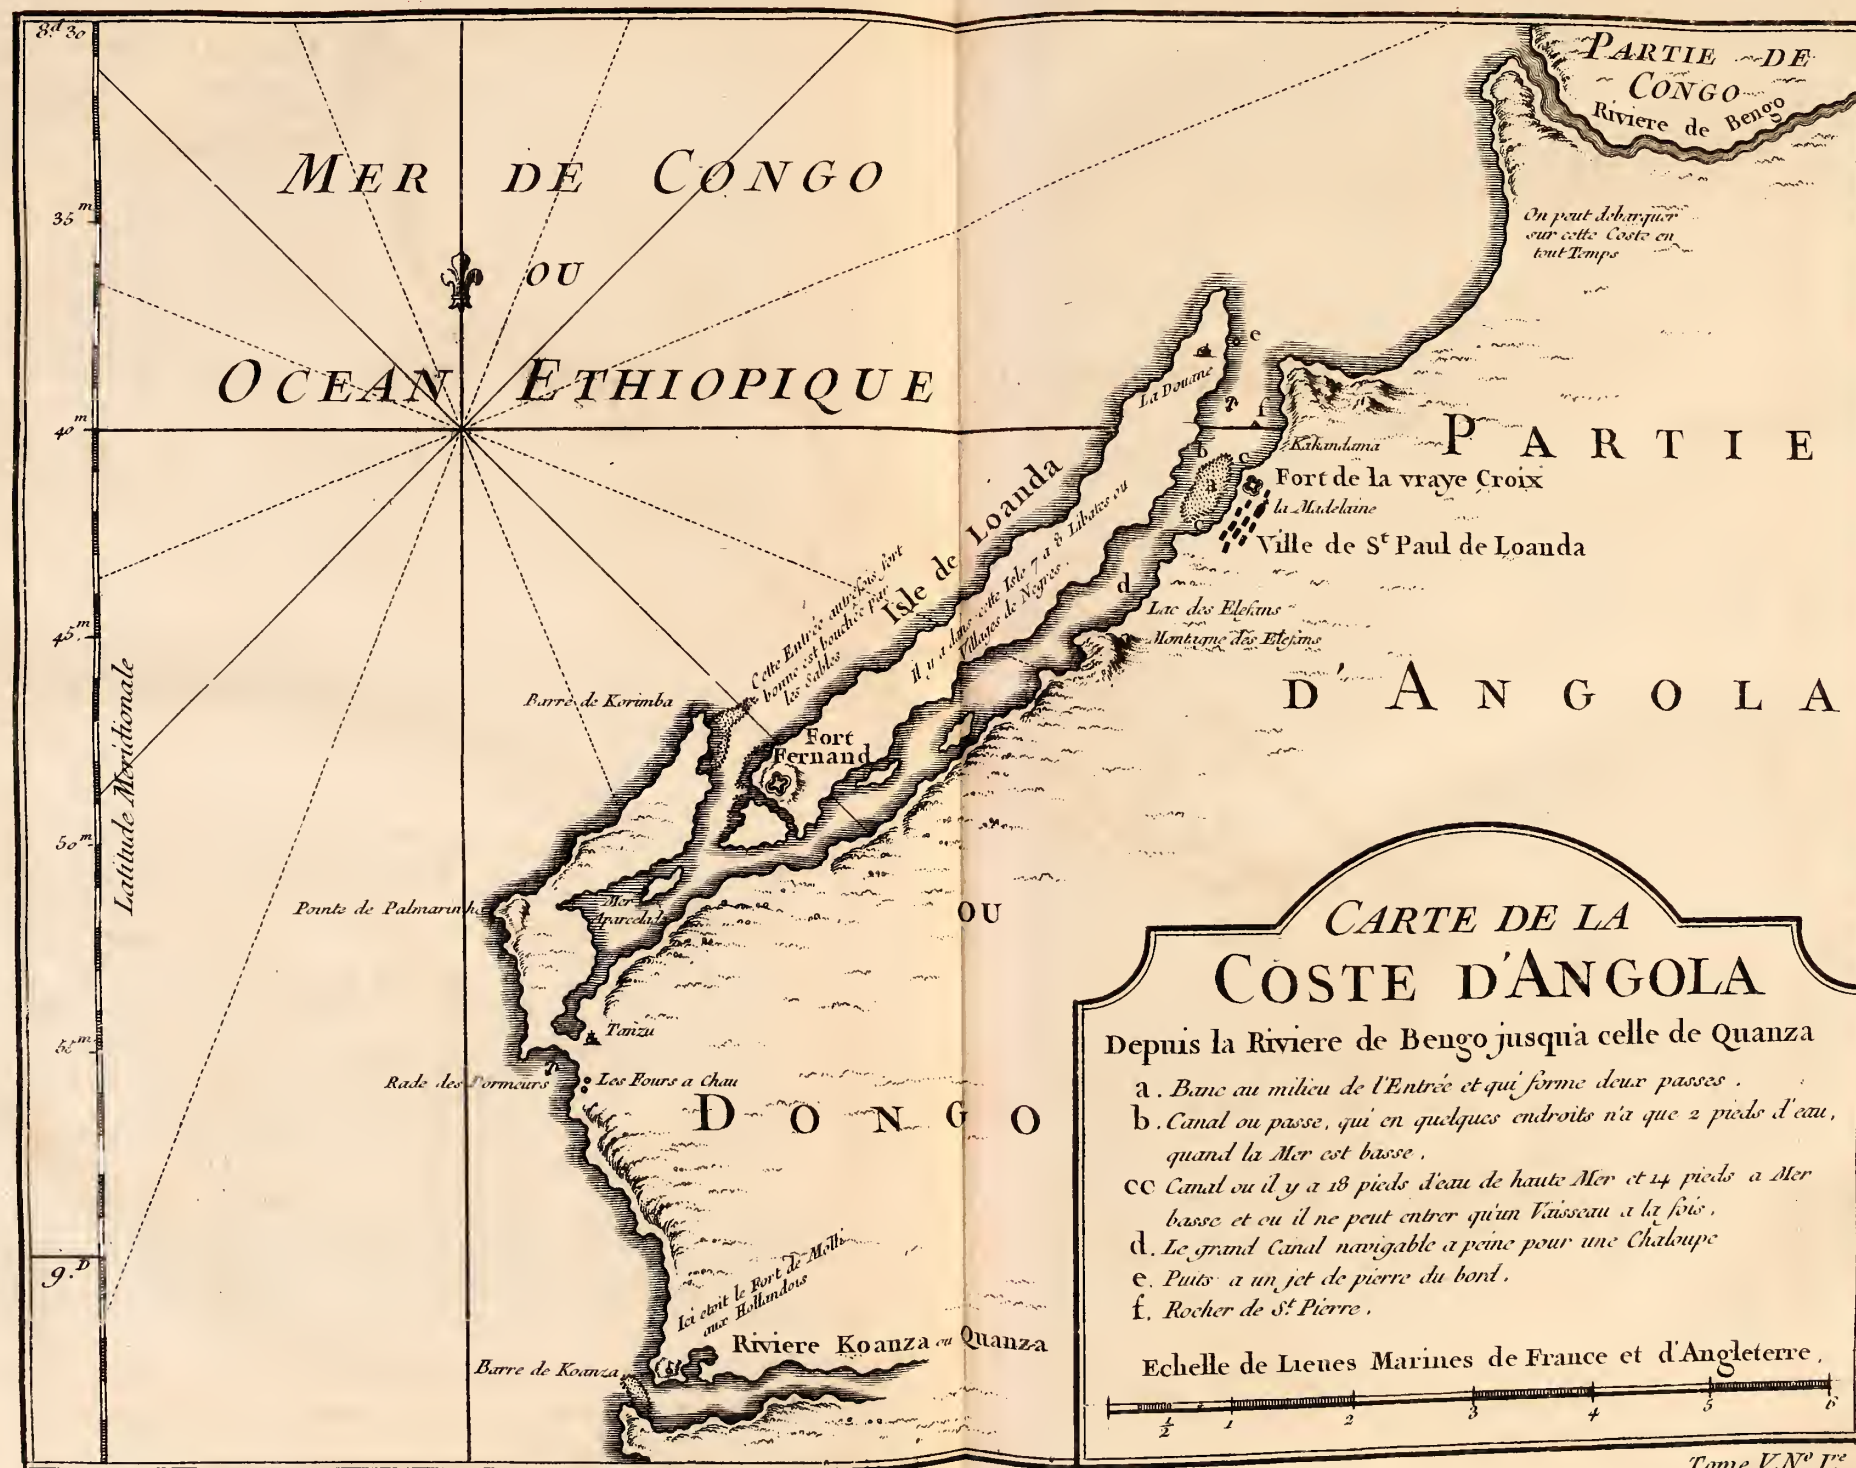 8.d 30
35m
40m
45m
50m
55m
9.D
Latitude Meridionale
MER DE CONGO
OU
OCEAN ETHIOPIQUE
PARTIE DE
CONGO
Riviere de Bengo
On peut debarquer
sur cette Coste en
tout Temps
e
La Douane
f
Kakandama
b
c
a
c
Fort de la vraye Croix
la Madelaine
Ville de St Paul de Loanda
PARTIE
D'ANGOLA
OU
DONGO
d
Lac des Elefans
Montagne des Elefans
Isle de Loanda
il y a dans cette Isle 7 a 8 Libates ou
Villages de Negres.
Cette Entrée autrefois fort
bonne est bouchée par
les Sables
Barre de Korimba
Fort
Fernand
Pointe de Palmarinho
Mer
Aparcelade
Tanzu
Rade des Dormeurs
Les Fours a Chau
Ici etoit le Fort de Molls
aux Hollandois
Riviere Koanza ou Quanza
Barre de Koanza
CARTE DE LA
COSTE D'ANGOLA
Depuis la Riviere de Bengo jusqu'a celle de Quanza
a. Banc au milieu de l'Entrée et qui forme deux passes.
b. Canal ou passe, qui en quelques endroits n'a que 2 pieds d'eau,
quand la Mer est basse.
cc Canal ou il y a 18 pieds d'eau de haute Mer et 14 pieds a Mer
basse et ou il ne peut entrer qu'un Vaisseau a la fois.
d. Le grand Canal navigable a peine pour une Chaloupe
e. Puits a un jet de pierre du bord.
f. Rocher de St. Pierre.
Echelle de Lieues Marines de France et d'Angleterre.
1/2 1 2 3 4 5 6
Tome V. No. Ire